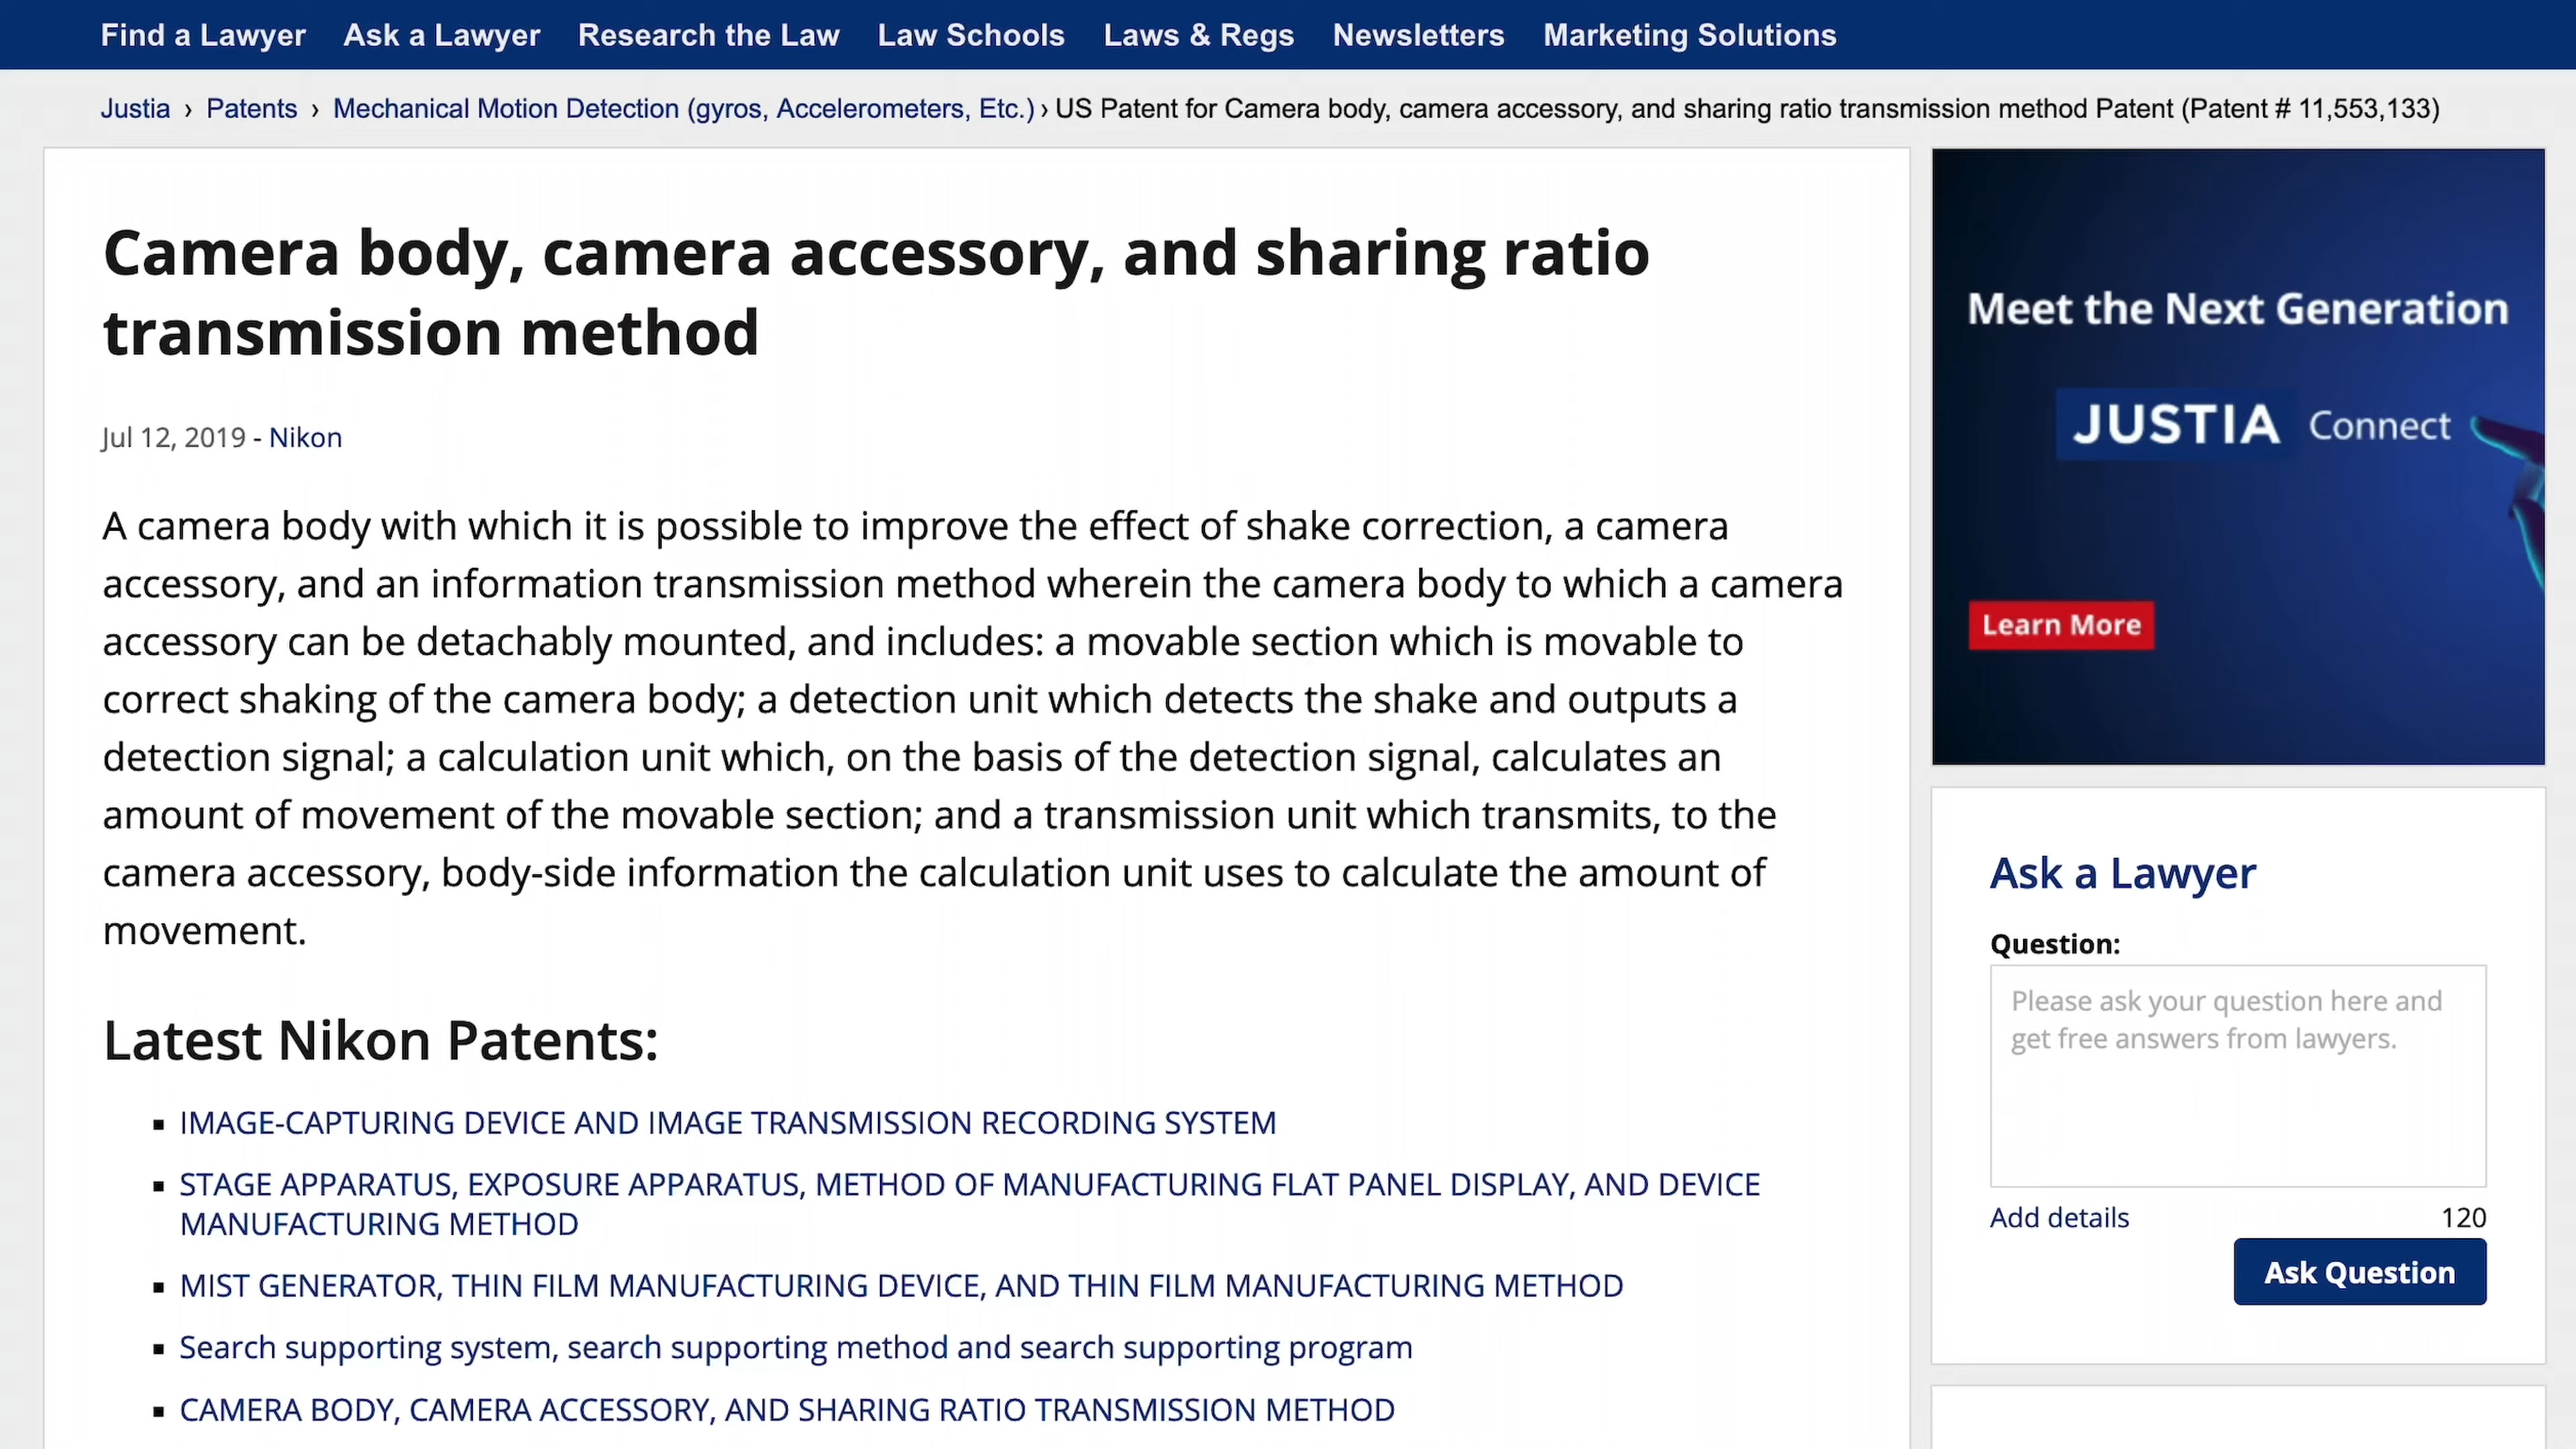 Find a Lawyer Ask a Lawyer Research the Law Law Schools Laws & Regs Newsletters Marketing Solutions
Justia › Patents › Mechanical Motion Detection (gyros, Accelerometers, Etc.) › US Patent for Camera body, camera accessory, and sharing ratio transmission method Patent (Patent # 11,553,133)
Camera body, camera accessory, and sharing ratio
transmission method
Jul 12, 2019 - Nikon
A camera body with which it is possible to improve the effect of shake correction, a camera
accessory, and an information transmission method wherein the camera body to which a camera
accessory can be detachably mounted, and includes: a movable section which is movable to
correct shaking of the camera body; a detection unit which detects the shake and outputs a
detection signal; a calculation unit which, on the basis of the detection signal, calculates an
amount of movement of the movable section; and a transmission unit which transmits, to the
camera accessory, body-side information the calculation unit uses to calculate the amount of
movement.
Latest Nikon Patents:
▪ IMAGE-CAPTURING DEVICE AND IMAGE TRANSMISSION RECORDING SYSTEM
▪ STAGE APPARATUS, EXPOSURE APPARATUS, METHOD OF MANUFACTURING FLAT PANEL DISPLAY, AND DEVICE
MANUFACTURING METHOD
▪ MIST GENERATOR, THIN FILM MANUFACTURING DEVICE, AND THIN FILM MANUFACTURING METHOD
▪ Search supporting system, search supporting method and search supporting program
▪ CAMERA BODY, CAMERA ACCESSORY, AND SHARING RATIO TRANSMISSION METHOD
Meet the Next Generation
JUSTIA Connect
Learn More
Ask a Lawyer
Question:
Please ask your question here and
get free answers from lawyers.
Add details 120
Ask Question